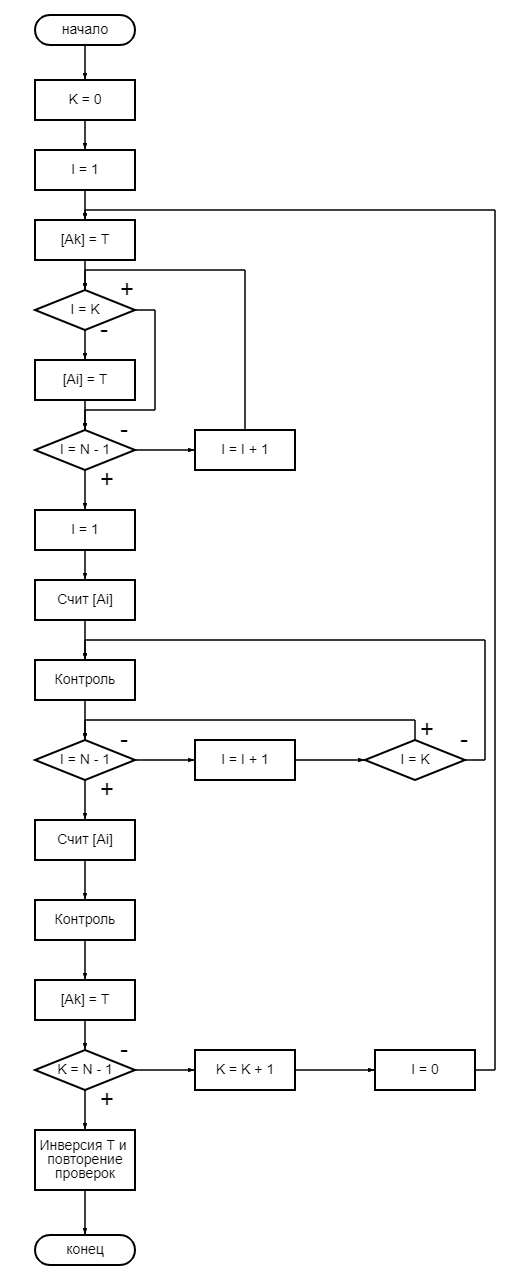 начало
K = 0
I = 1
[Ak] = T
I = K
+
-
[Ai] = T
I = N - 1
-
+
I = I + 1
I = 1
Счит [Ai]
Контроль
I = N - 1
-
+
I = I + 1
I = K
+
-
Счит [Ai]
Контроль
[Ak] = T
K = N - 1
-
+
K = K + 1
I = 0
Инверсия T и
повторение
проверок
конец